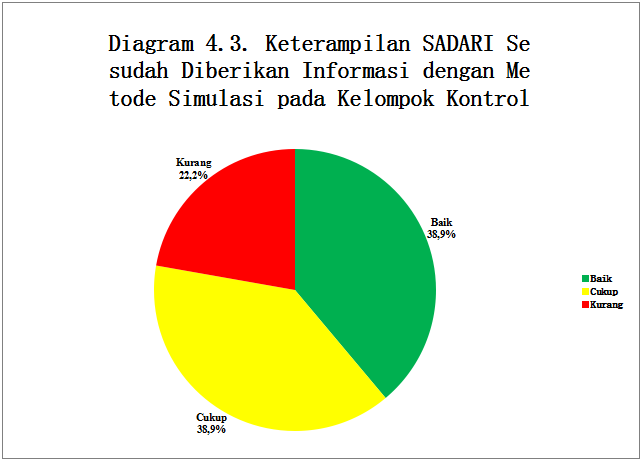 Diagram 4.3. Keterampilan SADARI Se
sudah Diberikan Informasi dengan Me
tode Simulasi pada Kelompok Kontrol
Kurang
22,2%
Baik
38,9%
Baik
Cukup
Kurang
Cukup
38,9%